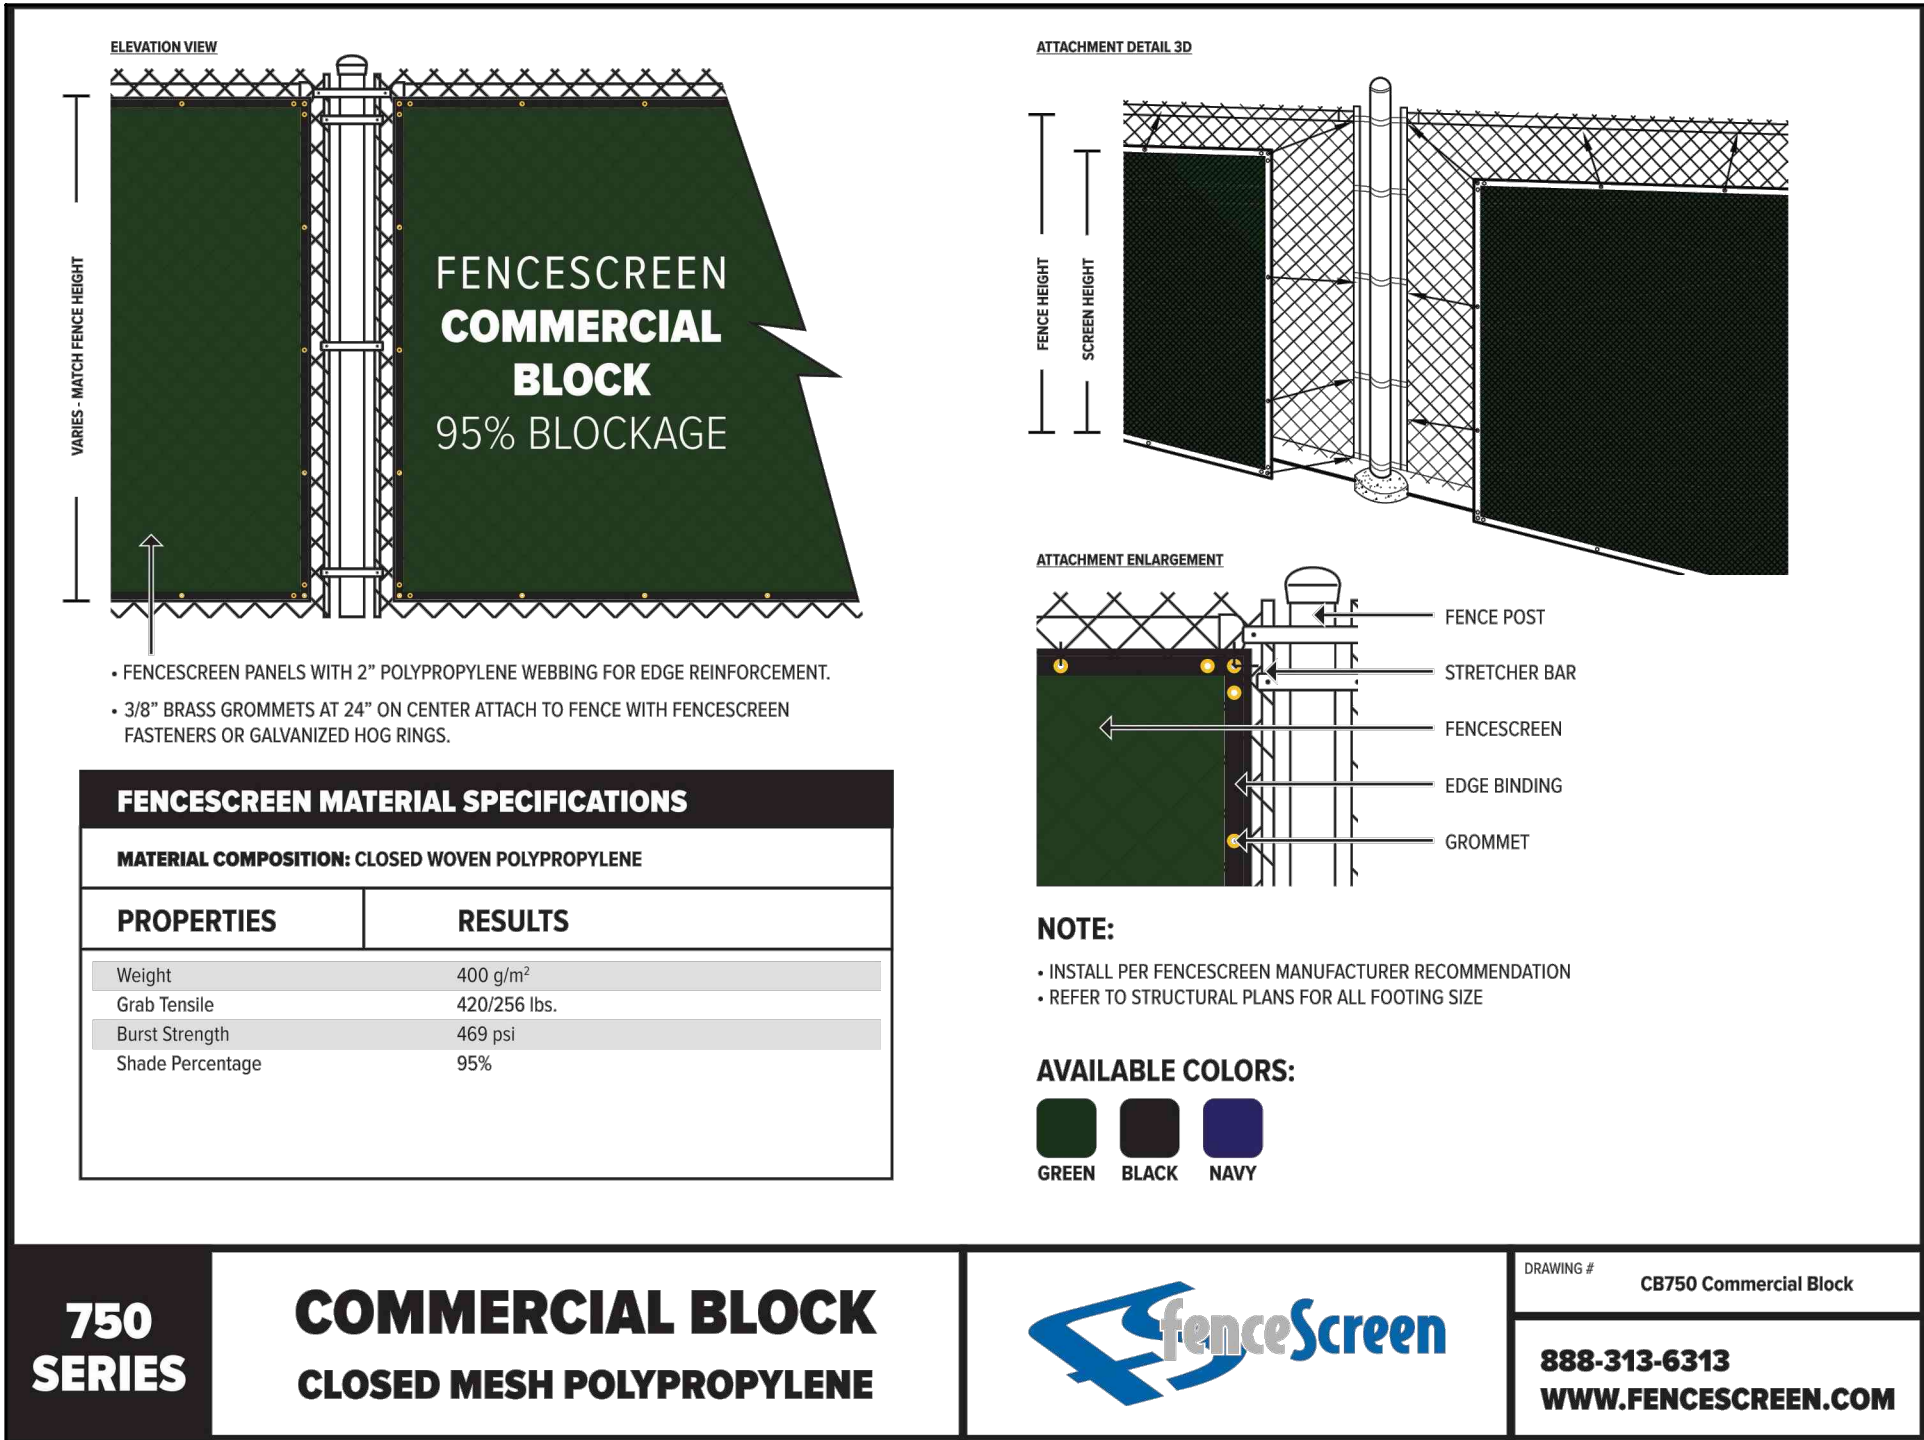 ELEVATION VIEW
VARIES - MATCH FENCE HEIGHT
FENCESCREEN
COMMERCIAL
BLOCK
95% BLOCKAGE
• FENCESCREEN PANELS WITH 2” POLYPROPYLENE WEBBING FOR EDGE REINFORCEMENT.
• 3/8” BRASS GROMMETS AT 24” ON CENTER ATTACH TO FENCE WITH FENCESCREEN
FASTENERS OR GALVANIZED HOG RINGS.
FENCESCREEN MATERIAL SPECIFICATIONS
MATERIAL COMPOSITION: CLOSED WOVEN POLYPROPYLENE
PROPERTIES RESULTS
Weight 400 g/m²
Grab Tensile 420/256 lbs.
Burst Strength 469 psi
Shade Percentage 95%
ATTACHMENT DETAIL 3D
FENCE HEIGHT
SCREEN HEIGHT
ATTACHMENT ENLARGEMENT
FENCE POST
STRETCHER BAR
FENCESCREEN
EDGE BINDING
GROMMET
NOTE:
• INSTALL PER FENCESCREEN MANUFACTURER RECOMMENDATION
• REFER TO STRUCTURAL PLANS FOR ALL FOOTING SIZE
AVAILABLE COLORS:
GREEN BLACK NAVY
750
SERIES
COMMERCIAL BLOCK
CLOSED MESH POLYPROPYLENE
fenceScreen
DRAWING #
CB750 Commercial Block
888-313-6313
WWW.FENCESCREEN.COM